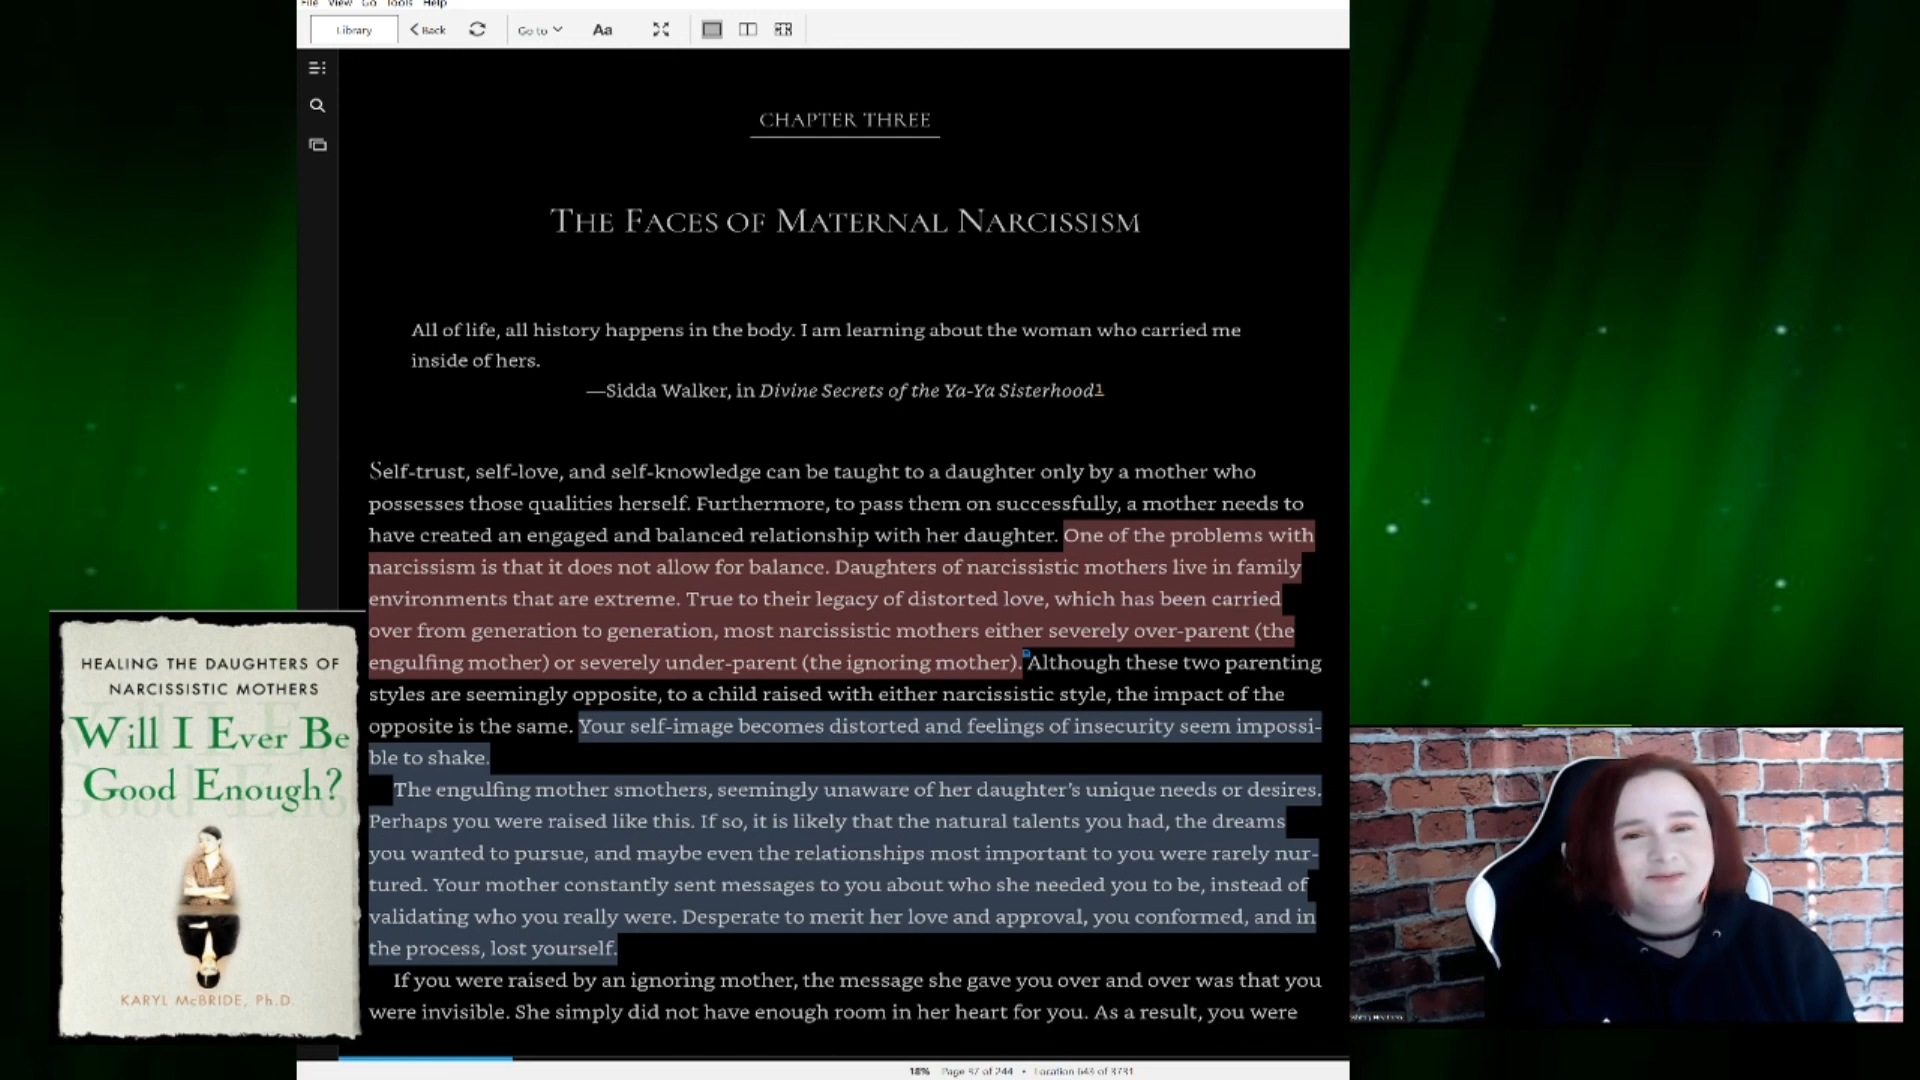 File View Go Tools Help
Library
Back
Go to
Aa
CHAPTER THREE
THE FACES OF MATERNAL NARCISSISM
All of life, all history happens in the body. I am learning about the woman who carried me
inside of hers.
—Sidda Walker, in Divine Secrets of the Ya-Ya Sisterhood1
Self-trust, self-love, and self-knowledge can be taught to a daughter only by a mother who
possesses those qualities herself. Furthermore, to pass them on successfully, a mother needs to
have created an engaged and balanced relationship with her daughter. One of the problems with
narcissism is that it does not allow for balance. Daughters of narcissistic mothers live in family
environments that are extreme. True to their legacy of distorted love, which has been carried
over from generation to generation, most narcissistic mothers either severely over-parent (the
engulfing mother) or severely under-parent (the ignoring mother). Although these two parenting
styles are seemingly opposite, to a child raised with either narcissistic style, the impact of the
opposite is the same. Your self-image becomes distorted and feelings of insecurity seem impossi-
ble to shake.
The engulfing mother smothers, seemingly unaware of her daughter's unique needs or desires.
Perhaps you were raised like this. If so, it is likely that the natural talents you had, the dreams
you wanted to pursue, and maybe even the relationships most important to you were rarely nur-
tured. Your mother constantly sent messages to you about who she needed you to be, instead of
validating who you really were. Desperate to merit her love and approval, you conformed, and in
the process, lost yourself.
If you were raised by an ignoring mother, the message she gave you over and over was that you
were invisible. She simply did not have enough room in her heart for you. As a result, you were
18% Page 37 of 244 • Location 643 of 3731
HEALING THE DAUGHTERS OF
NARCISSISTIC MOTHERS
Will I Ever Be
Good Enough?
KARYL MCBRIDE, PH.D.